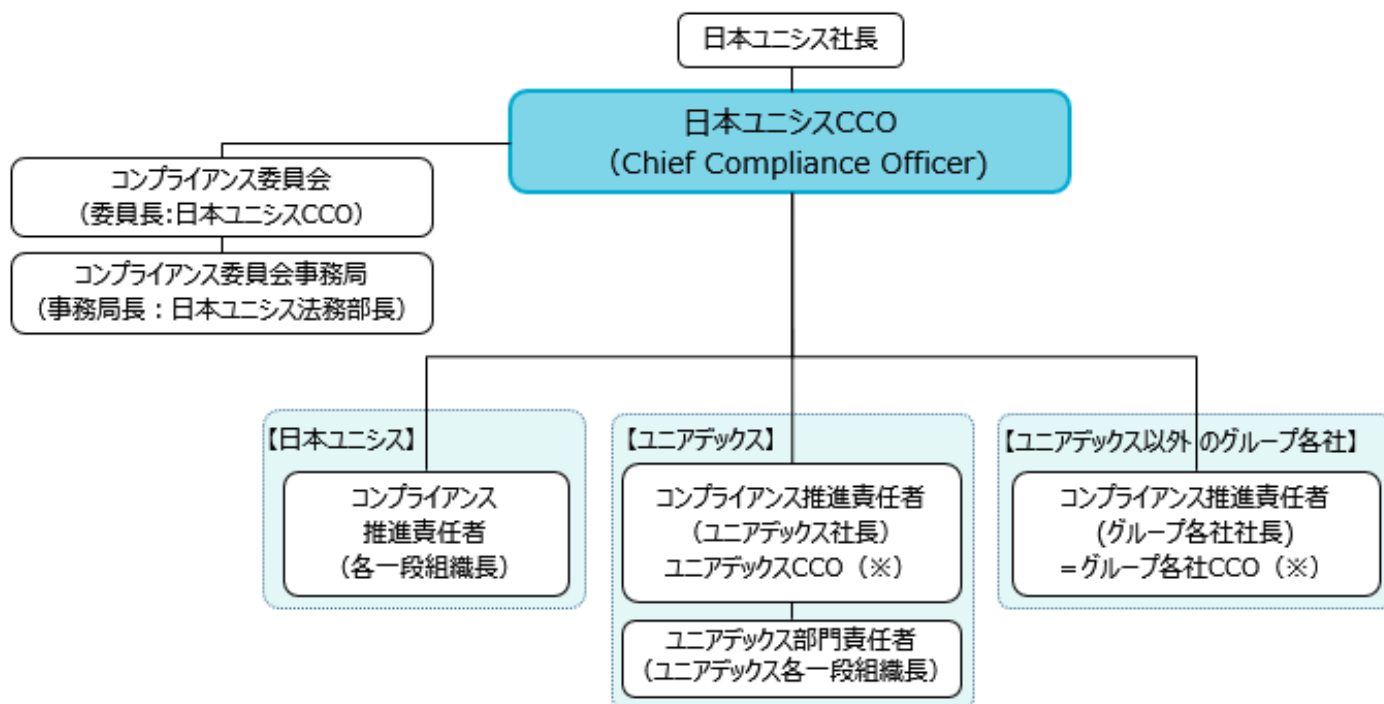 日本ユニシス社長
日本ユニシスCCO
（Chief Compliance Officer)
コンプライアンス委員会
（委員長:日本ユニシスCCO）
コンプライアンス委員会事務局
（事務局長：日本ユニシス法務部長）
【日本ユニシス】
コンプライアンス
推進責任者
（各一段組織長）
【ユニアデックス】
コンプライアンス推進責任者
（ユニアデックス社長）
ユニアデックスCCO（※）
ユニアデックス部門責任者
（ユニアデックス各一段組織長）
【ユニアデックス以外 のグループ各社】
コンプライアンス推進責任者
(グループ各社社長)
＝グループ各社CCO（※）